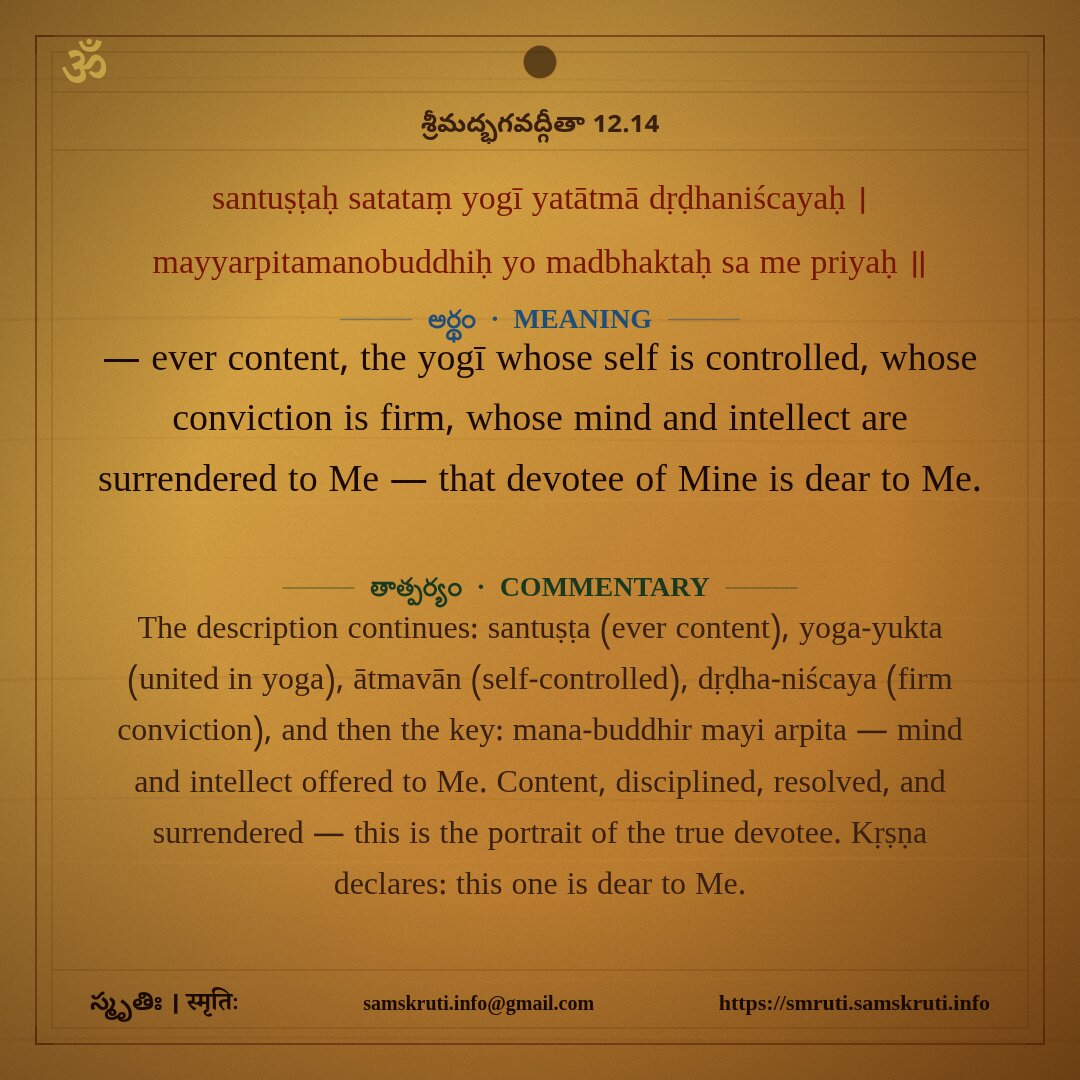 ॐ
శ్రీమద్భగవద్గీతా 12.14
santuṣṭaḥ satataṃ yogī yatātmā dṛḍhaniścayaḥ |
mayyarpitamanobuddhiḥ yo madbhaktaḥ sa me priyaḥ ||
అర్థం · MEANING
— ever content, the yogī whose self is controlled, whose
conviction is firm, whose mind and intellect are
surrendered to Me — that devotee of Mine is dear to Me.
తాత్పర్యం · COMMENTARY
The description continues: santuṣṭa (ever content), yoga-yukta
(united in yoga), ātmavān (self-controlled), dṛḍha-niścaya (firm
conviction), and then the key: mana-buddhir mayi arpita — mind
and intellect offered to Me. Content, disciplined, resolved, and
surrendered — this is the portrait of the true devotee. Kṛṣṇa
declares: this one is dear to Me.
స్మృతిః | स्मृतिः samskruti.info@gmail.com https://smruti.samskruti.info